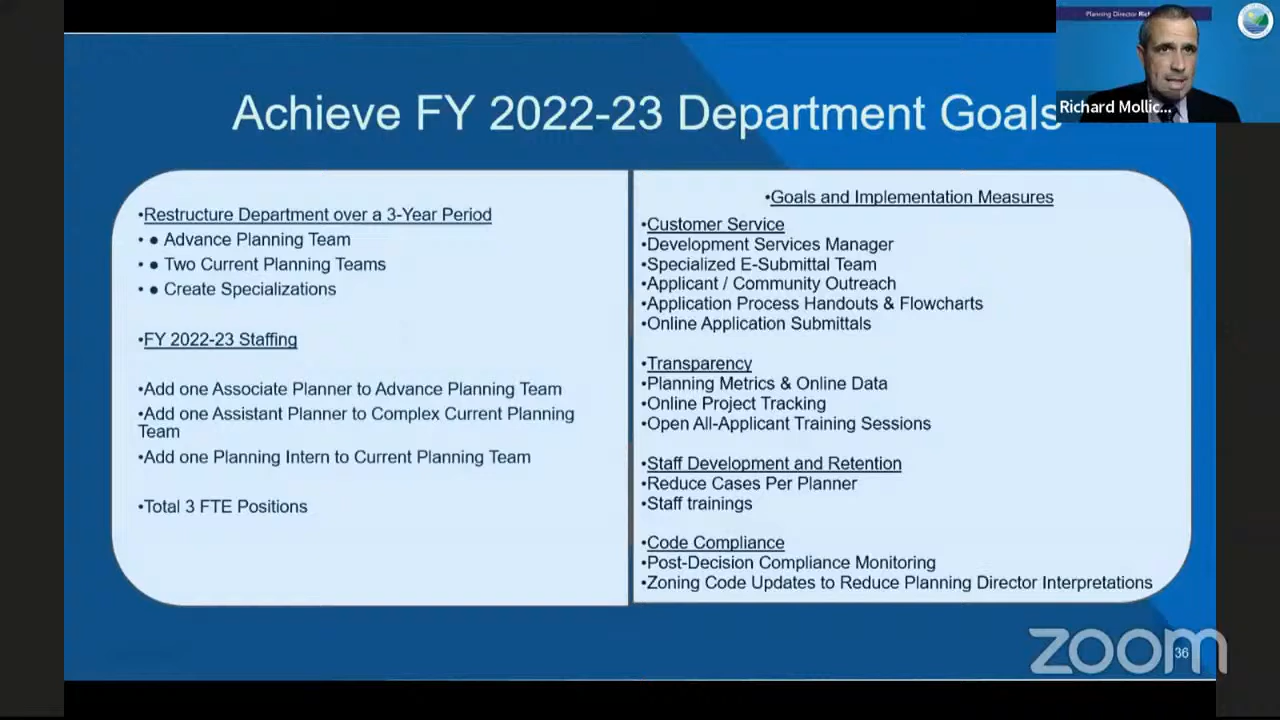 Planning Director
Richard Mollic...
Achieve FY 2022-23 Department Goals
•Restructure Department over a 3-Year Period
• ● Advance Planning Team
• ● Two Current Planning Teams
• ● Create Specializations
•FY 2022-23 Staffing
•Add one Associate Planner to Advance Planning Team
•Add one Assistant Planner to Complex Current Planning
Team
•Add one Planning Intern to Current Planning Team
•Total 3 FTE Positions
•Goals and Implementation Measures
•Customer Service
•Development Services Manager
•Specialized E-Submittal Team
•Applicant / Community Outreach
•Application Process Handouts & Flowcharts
•Online Application Submittals
•Transparency
•Planning Metrics & Online Data
•Online Project Tracking
•Open All-Applicant Training Sessions
•Staff Development and Retention
•Reduce Cases Per Planner
•Staff trainings
•Code Compliance
•Post-Decision Compliance Monitoring
•Zoning Code Updates to Reduce Planning Director Interpretations
zoom
36